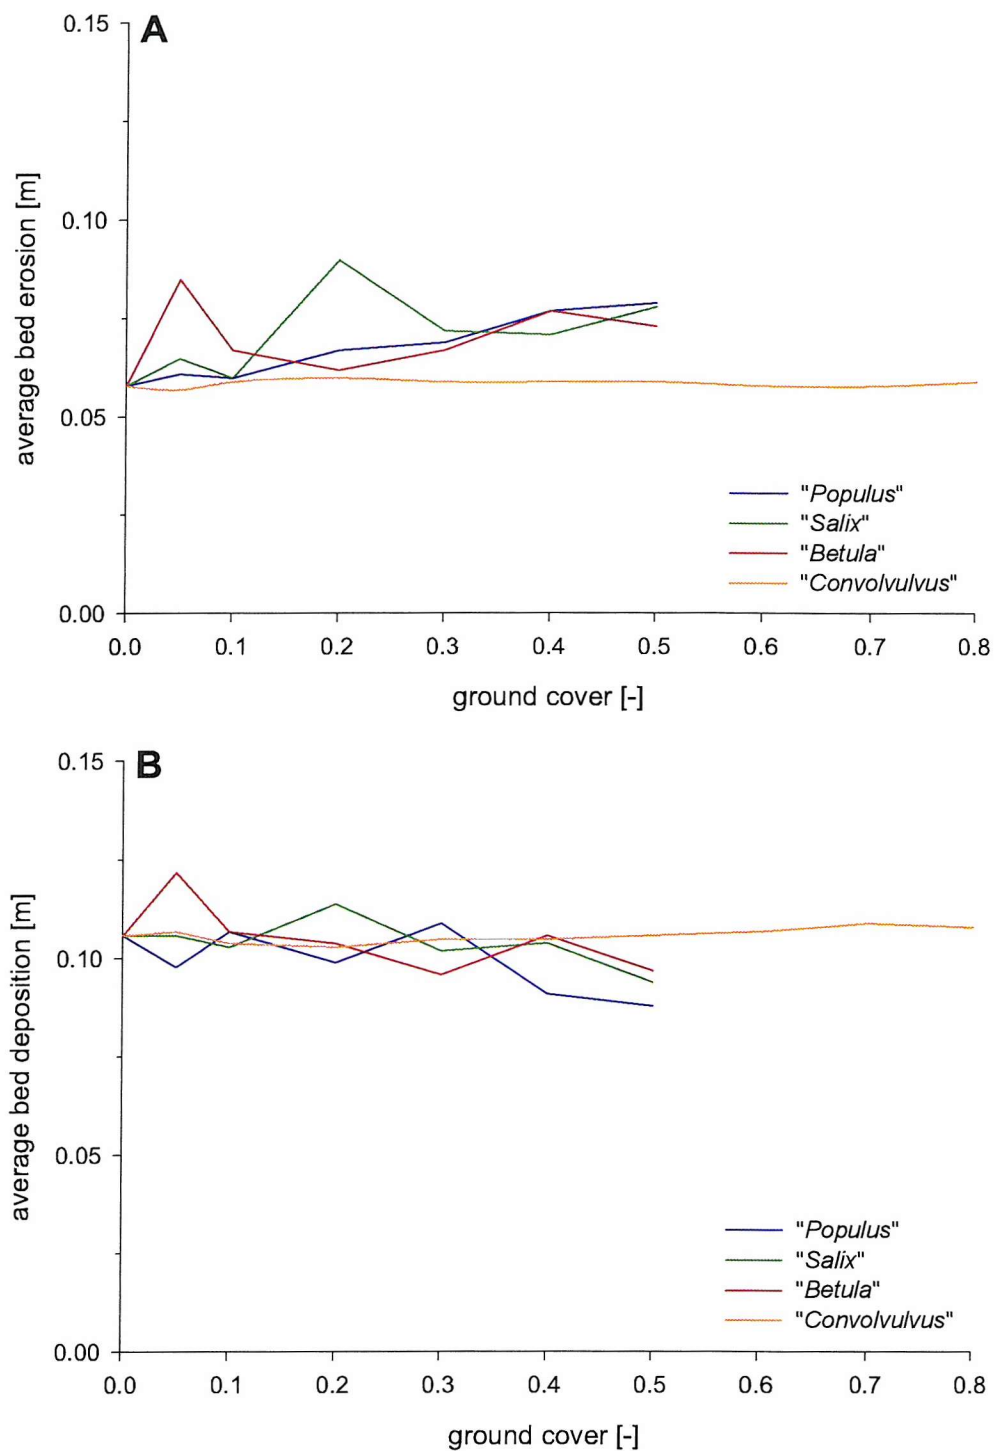 A
0.15
0.10
0.05
0.00
average bed erosion [m]
"Populus"
"Salix"
"Betula"
"Convolvulvus"
0.0 0.1 0.2 0.3 0.4 0.5 0.6 0.7 0.8
ground cover [-]
B
0.15
0.10
0.05
0.00
average bed deposition [m]
"Populus"
"Salix"
"Betula"
"Convolvulvus"
0.0 0.1 0.2 0.3 0.4 0.5 0.6 0.7 0.8
ground cover [-]